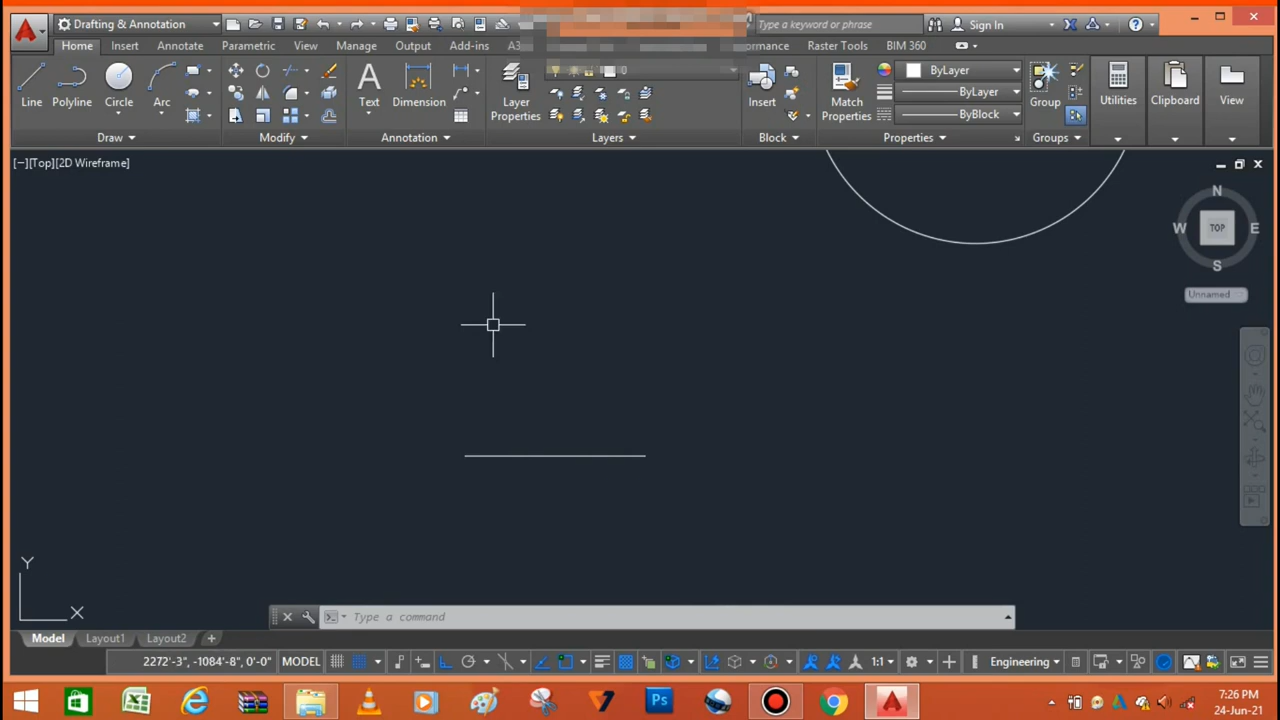 Drafting & Annotation
Type a keyword or phrase
Sign In
Home Insert Annotate Parametric View Manage Output Add-ins Raster Tools BIM 360
Line Polyline Circle Arc
Text Dimension
Layer Properties
0
Insert
Match Properties
ByLayer
ByLayer
ByBlock
Group
Utilities
Clipboard
View
Draw Modify Annotation Layers Block Properties Groups
[−][Top][2D Wireframe]
N
W TOP E
S
Unnamed
Y
X
Type a command
Model Layout1 Layout2 +
2272'-3", -1084'-8", 0'-0" MODEL 1:1 Engineering
Ps
7:26 PM
24-Jun-21